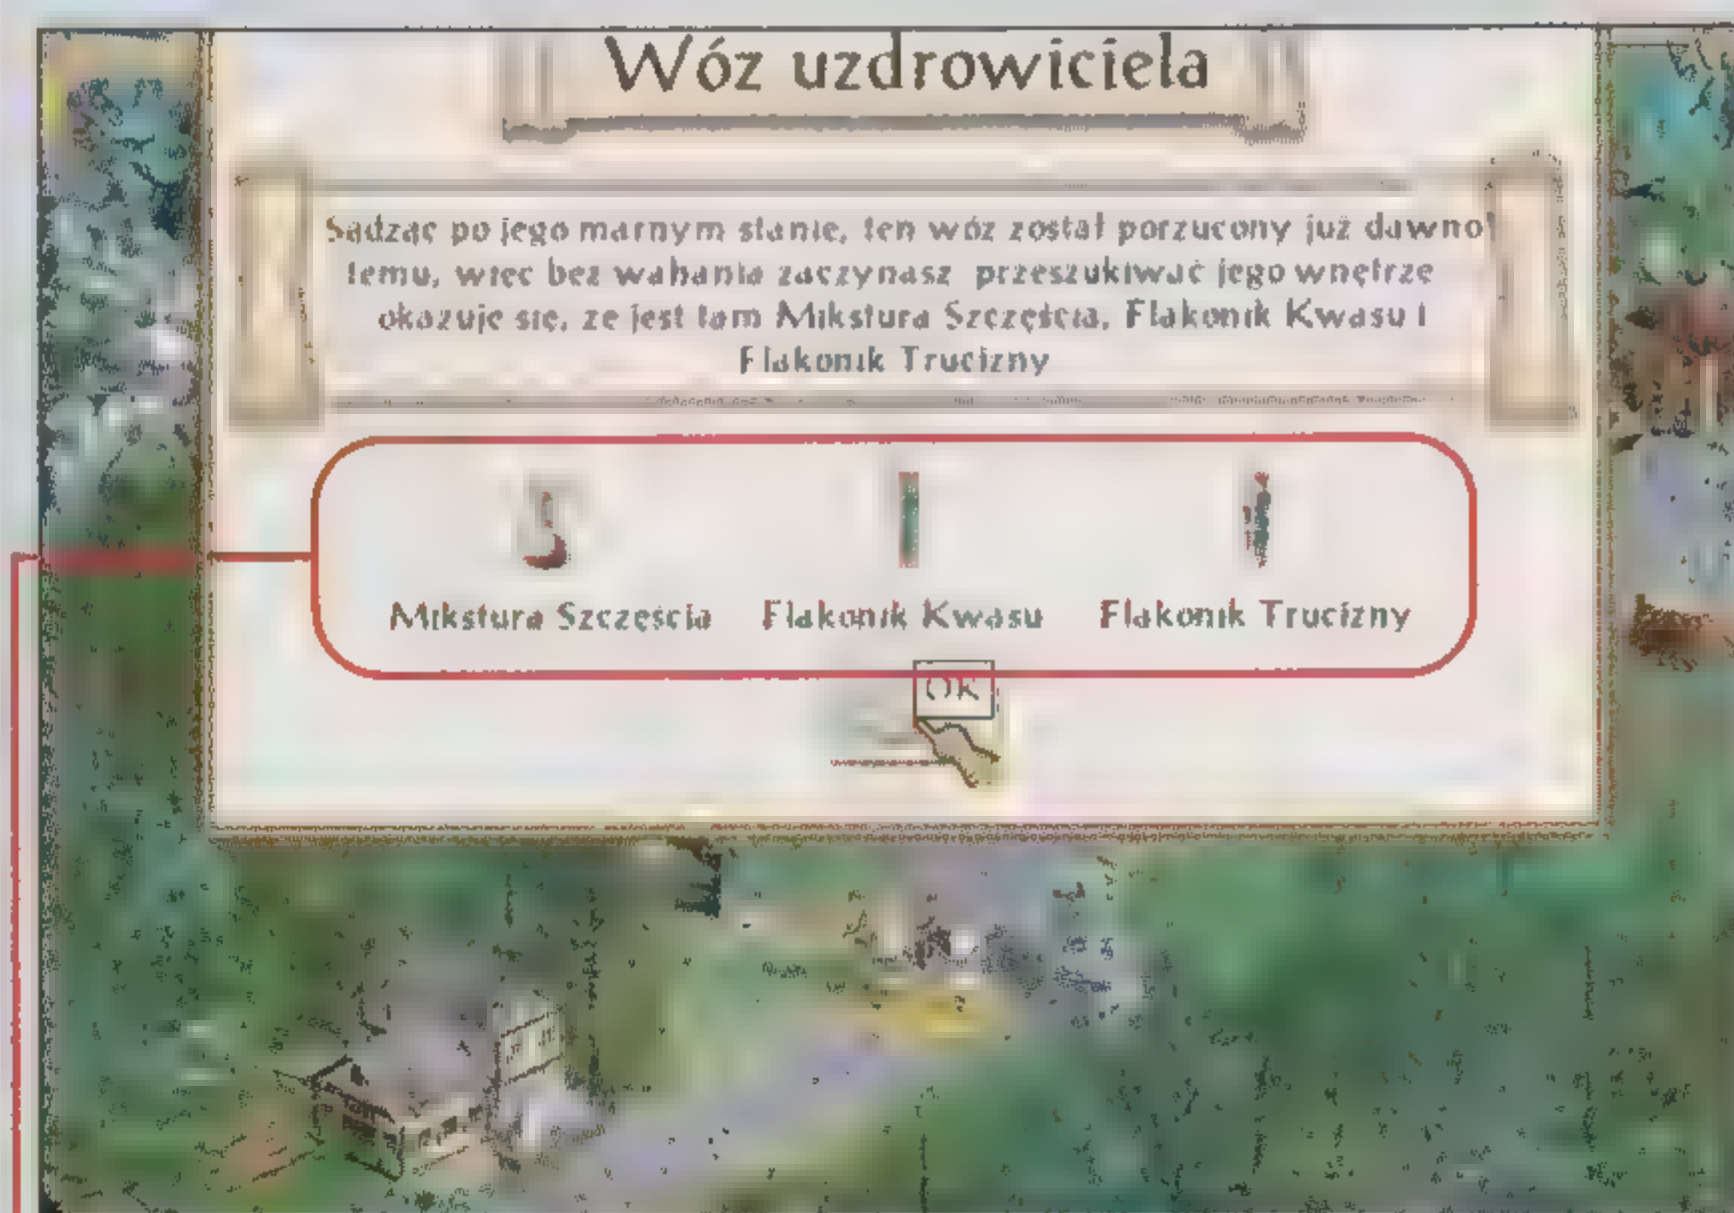 Wóz uzdrowiciela
Sądząc po jego marnym stanie, ten wóz został porzucony już dawno
temu, więc bez wahania zaczynasz przeszukiwać jego wnętrze
okazuje się, że jest tam Mikstura Szczęścia, Flakonik Kwasu i
Flakonik Trucizny
Mikstura Szczęścia Flakonik Kwasu Flakonik Trucizny
OK